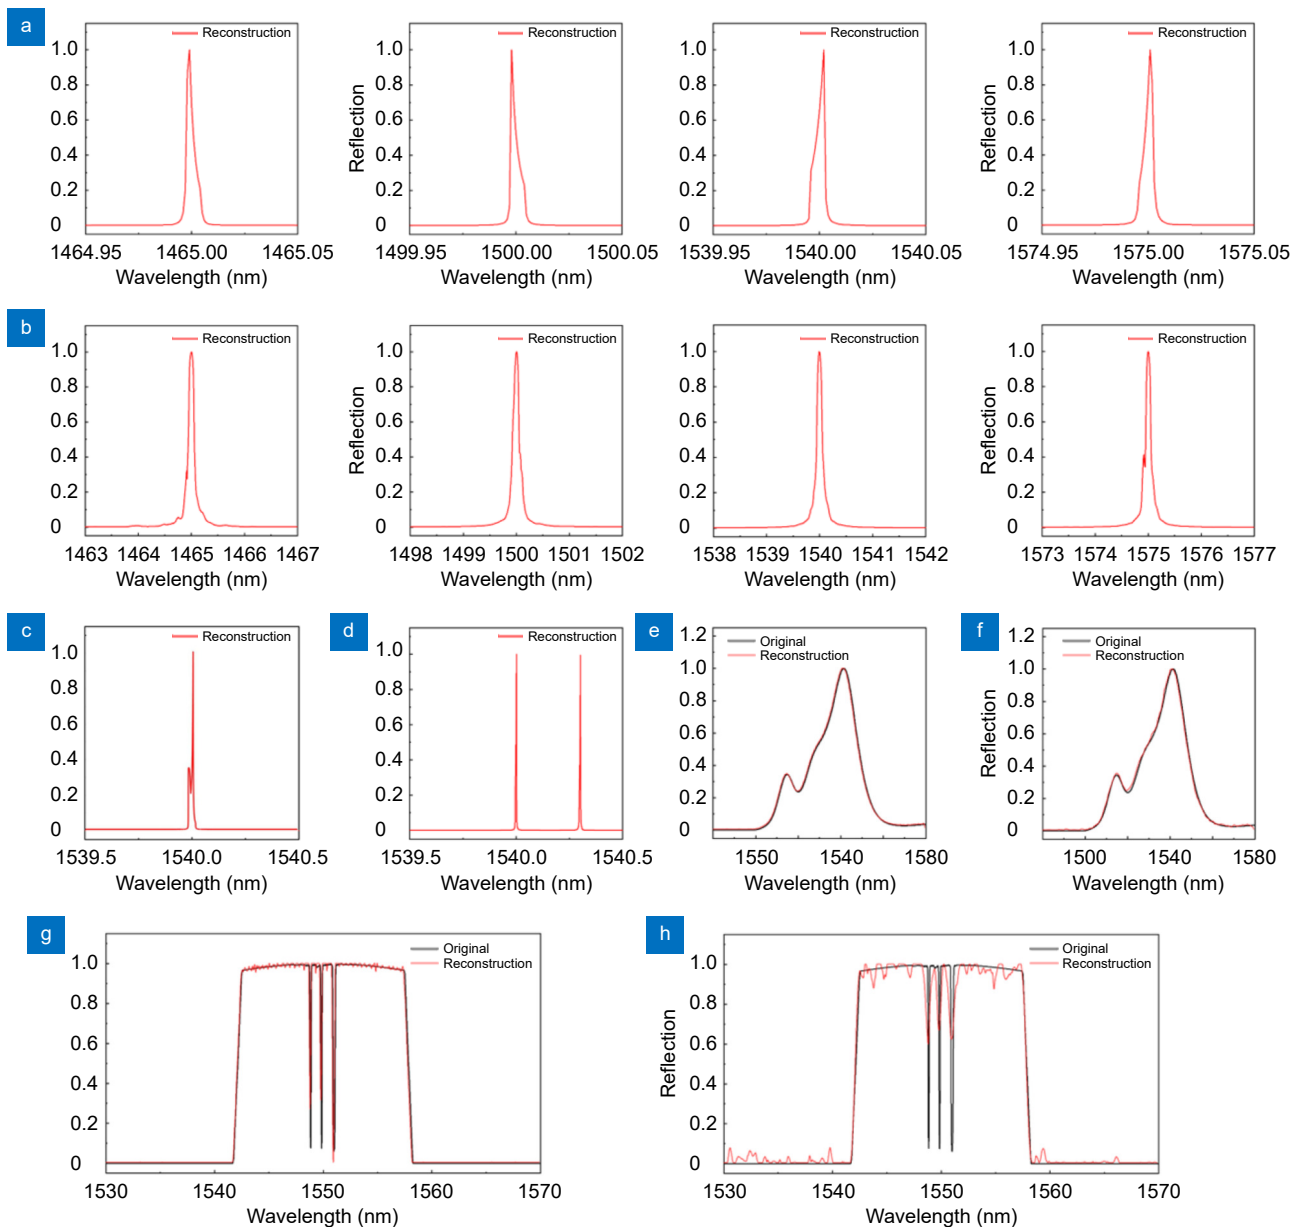 a
Reconstruction
1.0
0.8
0.6
0.4
0.2
0
1464.95 1465.00 1465.05
Wavelength (nm)
Reconstruction
Reflection
1.0
0.8
0.6
0.4
0.2
0
1499.95 1500.00 1500.05
Wavelength (nm)
Reconstruction
1.0
0.8
0.6
0.4
0.2
0
1539.95 1540.00 1540.05
Wavelength (nm)
Reconstruction
Reflection
1.0
0.8
0.6
0.4
0.2
0
1574.95 1575.00 1575.05
Wavelength (nm)
b
Reconstruction
1.0
0.8
0.6
0.4
0.2
0
1463 1464 1465 1466 1467
Wavelength (nm)
Reconstruction
Reflection
1.0
0.8
0.6
0.4
0.2
0
1498 1499 1500 1501 1502
Wavelength (nm)
Reconstruction
1.0
0.8
0.6
0.4
0.2
0
1538 1539 1540 1541 1542
Wavelength (nm)
Reconstruction
Reflection
1.0
0.8
0.6
0.4
0.2
0
1573 1574 1575 1576 1577
Wavelength (nm)
c
Reconstruction
1.0
0.8
0.6
0.4
0.2
0
1539.5 1540.0 1540.5
Wavelength (nm)
d
Reconstruction
1.0
0.8
0.6
0.4
0.2
0
1539.5 1540.0 1540.5
Wavelength (nm)
e
Original
Reconstruction
1.2
1.0
0.8
0.6
0.4
0.2
0
1550 1540 1580
Wavelength (nm)
f
Original
Reconstruction
Reflection
1.2
1.0
0.8
0.6
0.4
0.2
0
1500 1540 1580
Wavelength (nm)
g
Original
Reconstruction
1.0
0.8
0.6
0.4
0.2
0
1530 1540 1550 1560 1570
Wavelength (nm)
h
Original
Reconstruction
Reflection
1.0
0.8
0.6
0.4
0.2
0
1530 1540 1550 1560 1570
Wavelength (nm)